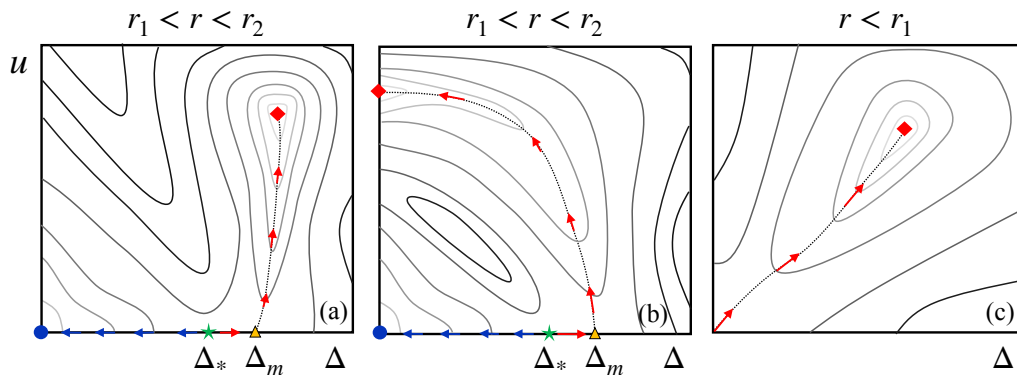 r₁ < r < r₂ r₁ < r < r₂ r < r₁
u
(a) (b) (c)
Δ* Δₘ Δ Δ* Δₘ Δ Δ